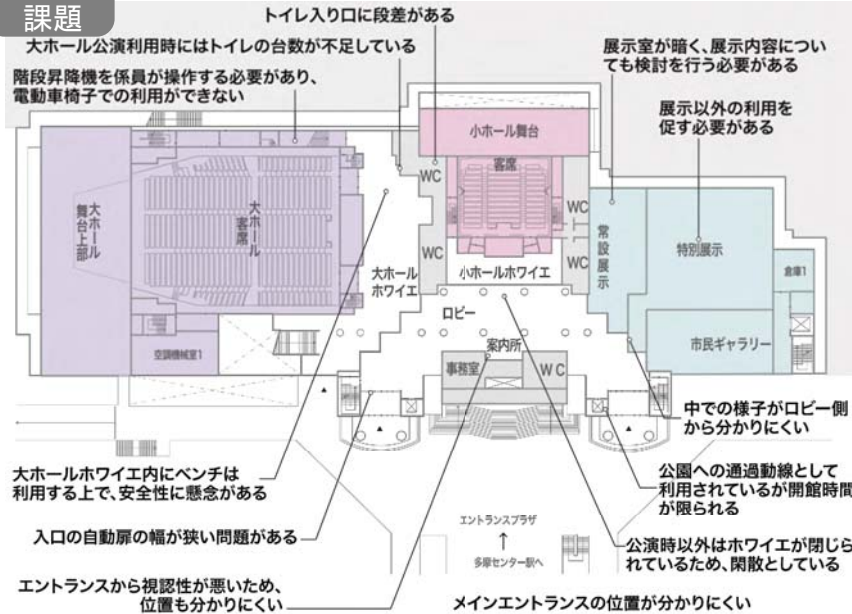 課題
トイレ入り口に段差がある
大ホール公演利用時にはトイレの台数が不足している
階段昇降機を係員が操作する必要があり、
電動車椅子での利用ができない
展示室が暗く、展示内容につい
ても検討を行う必要がある
展示以外の利用を
促す必要がある
小ホール舞台
客席
WC
WC
WC
WC
大ホール
舞台上部
大ホール
客席
大ホール
ホワイエ
小ホールホワイエ
常設展示
特別展示
倉庫1
ロビー
案内所
市民ギャラリー
空調機械室1
事務室
WC
中での様子がロビー側
から分かりにくい
大ホールホワイエ内にベンチは
利用する上で、安全性に懸念がある
公園への通過動線として
利用されているが開館時間
が限られる
入口の自動扉の幅が狭い問題がある
エントランスプラザ
↑
多摩センター駅へ
公演時以外はホワイエが閉じら
れているため、閑散としている
エントランスから視認性が悪いため、
位置も分かりにくい
メインエントランスの位置が分かりにくい